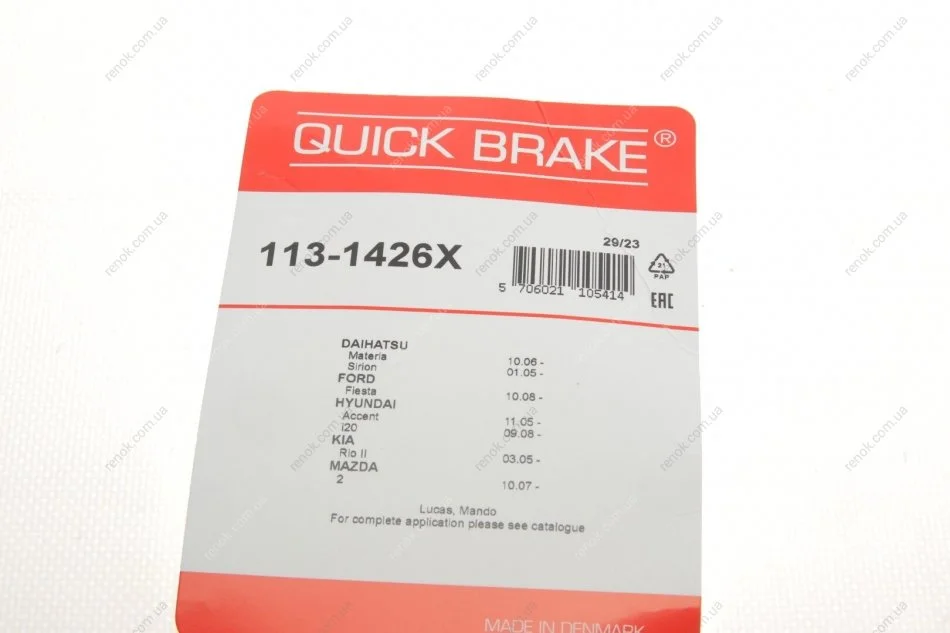 QUICK BRAKE®
113-1426X
29/23
5 706021 105414
21
PAP
EAC
DAIHATSU
Materia 10.06 -
Sirion 01.05 -
FORD
Fiesta 10.08 -
HYUNDAI
Accent 11.05 -
i20 09.08 -
KIA
Rio II 03.05 -
MAZDA
2 10.07 -
Lucas, Mando
For complete application please see catalogue
MADE IN DENMARK
renok.com.ua